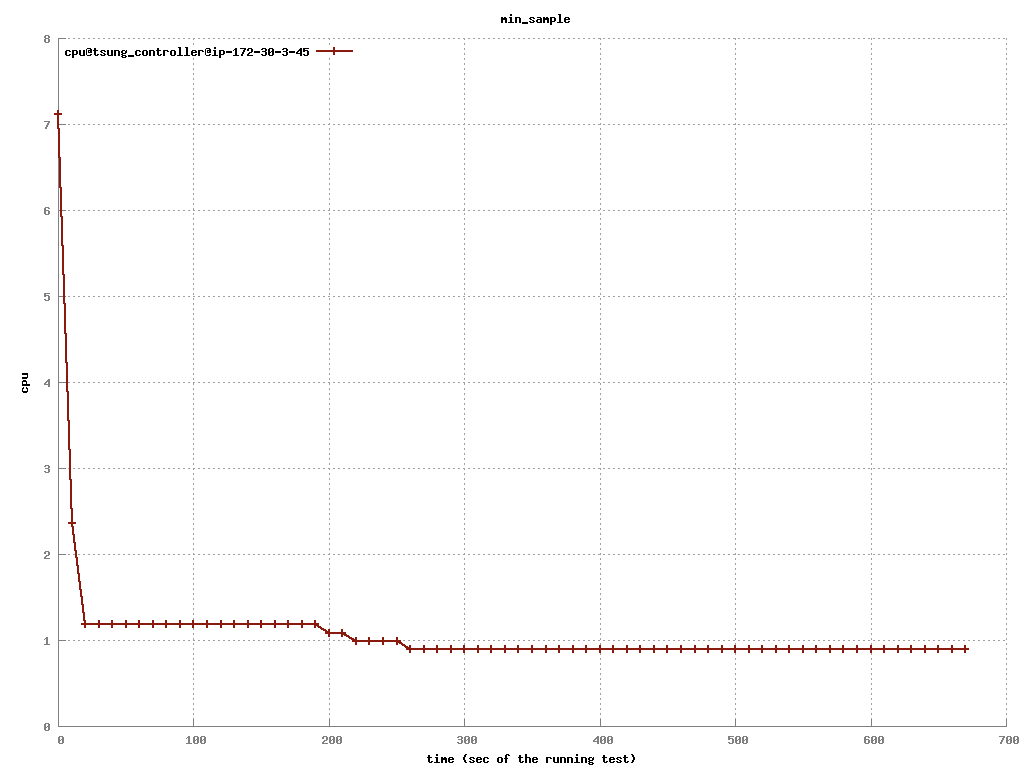 min_sample
cpu@tsung_controller@ip-172-30-3-45
8
7
6
5
4
3
2
1
0
cpu
0 100 200 300 400 500 600 700
time (sec of the running test)